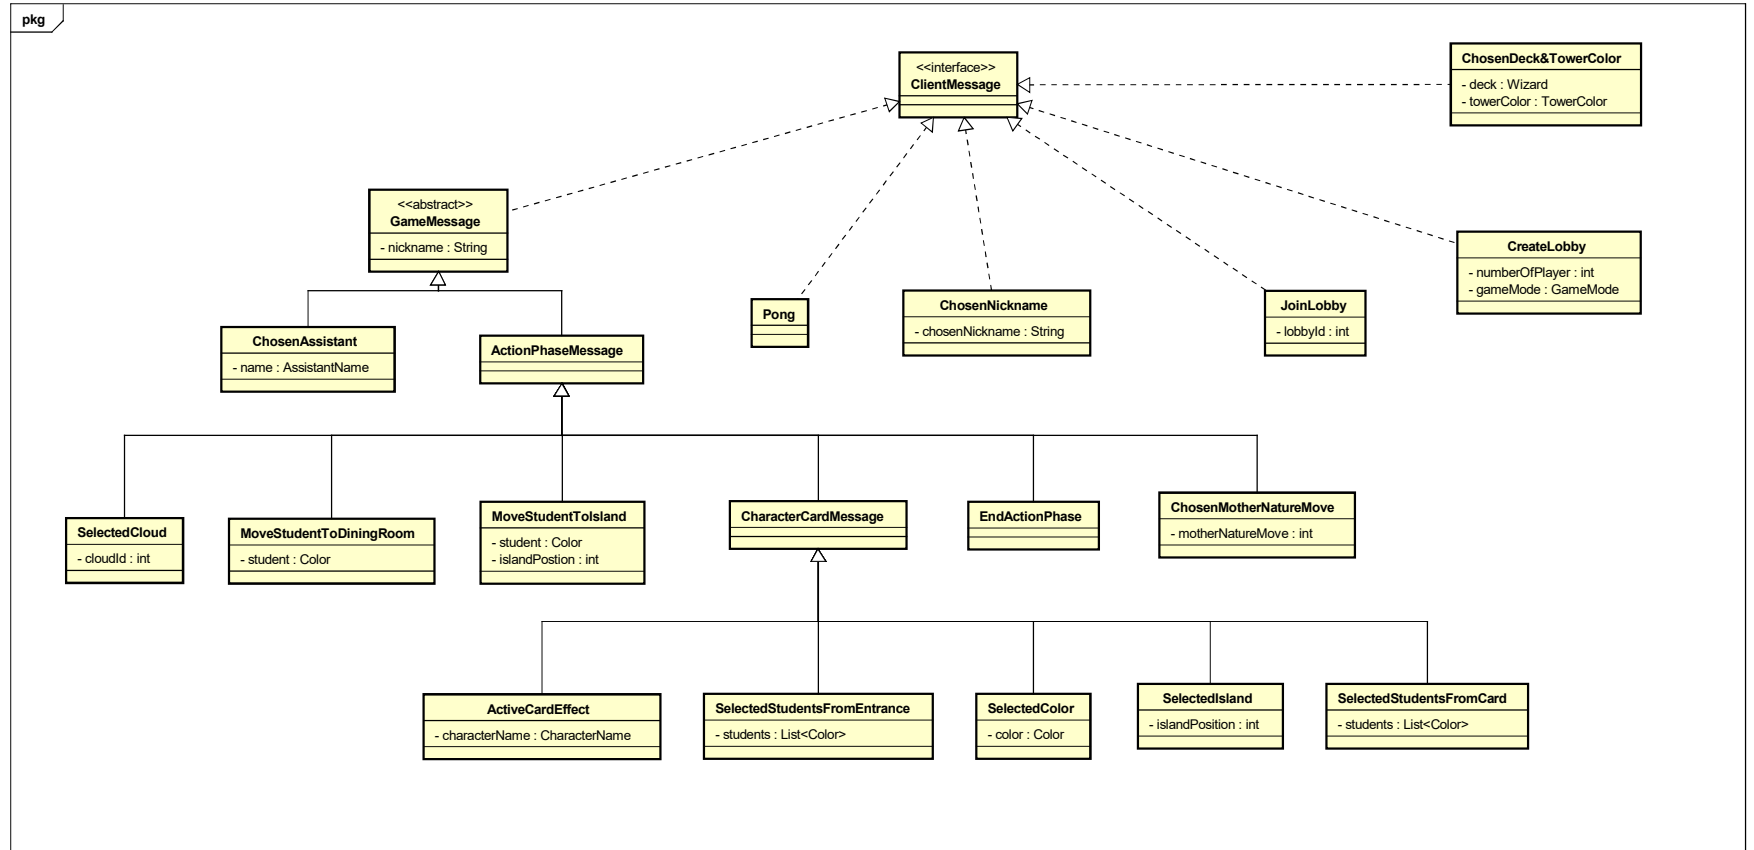 pkg
<<interface>>
ClientMessage
ChosenDeck&TowerColor
- deck : Wizard
- towerColor : TowerColor
<<abstract>>
GameMessage
- nickname : String
CreateLobby
- numberOfPlayer : int
- gameMode : GameMode
Pong
ChosenNickname
- chosenNickname : String
JoinLobby
- lobbyId : int
ChosenAssistant
- name : AssistantName
ActionPhaseMessage
SelectedCloud
- cloudId : int
MoveStudentToDiningRoom
- student : Color
MoveStudentToIsland
- student : Color
- islandPostion : int
CharacterCardMessage
EndActionPhase
ChosenMotherNatureMove
- motherNatureMove : int
ActiveCardEffect
- characterName : CharacterName
SelectedStudentsFromEntrance
- students : List<Color>
SelectedColor
- color : Color
SelectedIsland
- islandPosition : int
SelectedStudentsFromCard
- students : List<Color>